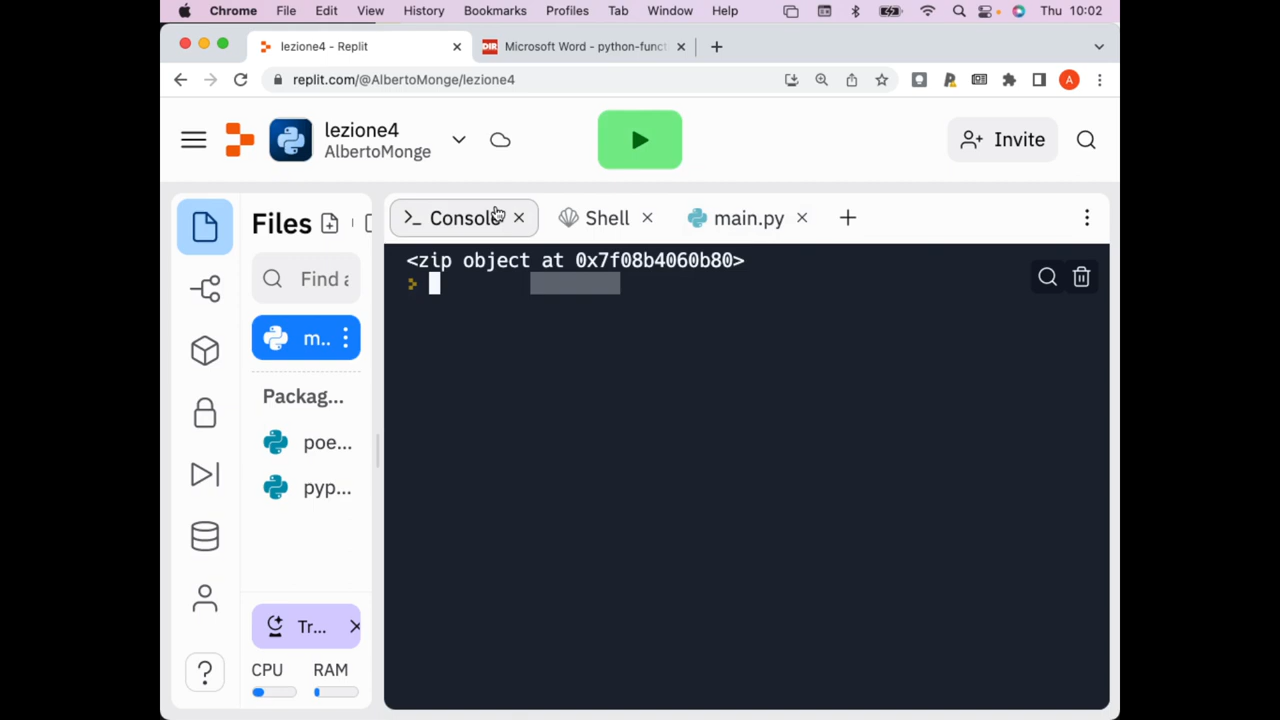 Chrome File Edit View History Bookmarks Profiles Tab Window Help Thu 10:02
lezione4 - Replit
DIR Microsoft Word - python-funct
replit.com/@AlbertoMonge/lezione4
A
lezione4
AlbertoMonge
Invite
Files
Console
Shell
main.py
<zip object at 0x7f08b4060b80>
Find a
m..
Packag...
poe...
pyp...
Tr...
CPU RAM
?